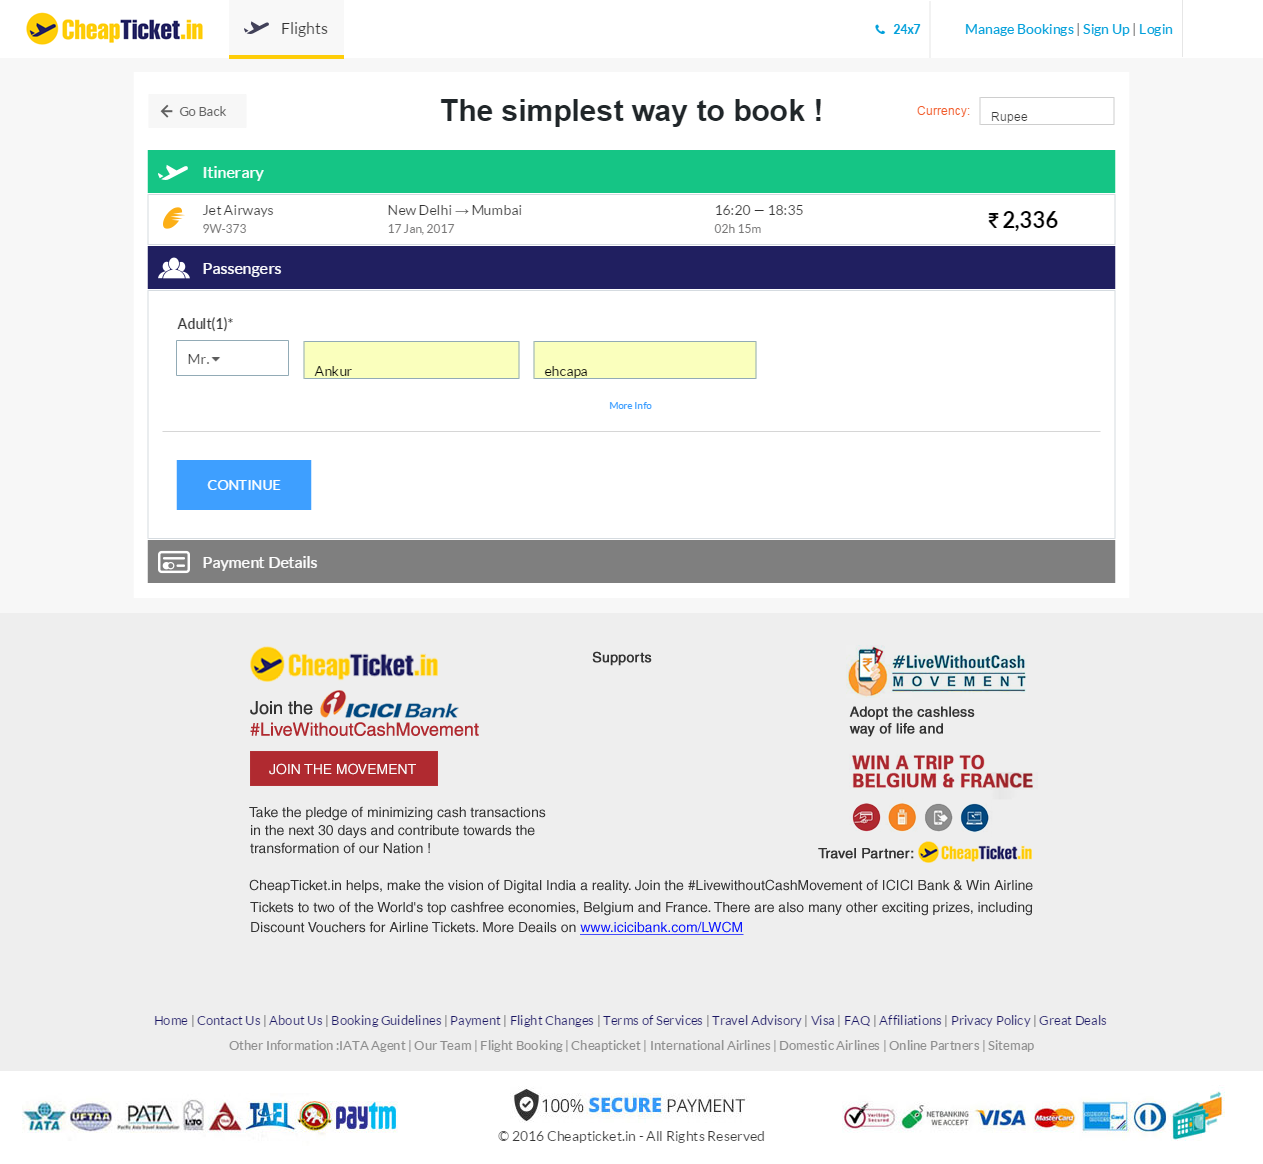 CheapTicket.in Flights 24x7 Manage Bookings | Sign Up | Login
Go Back The simplest way to book ! Currency: Rupee
Itinerary
Jet Airways New Delhi → Mumbai 16:20 — 18:35 ₹ 2,336
9W-373 17 Jan, 2017 02h 15m
Passengers
Adult(1)*
Mr. Ankur ehcapa
More Info
CONTINUE
Payment Details
CheapTicket.in
Join the ICICI Bank
#LiveWithoutCashMovement
JOIN THE MOVEMENT
Take the pledge of minimizing cash transactions
in the next 30 days and contribute towards the
transformation of our Nation !
Supports
#LiveWithoutCash
MOVEMENT
Adopt the cashless
way of life and
WIN A TRIP TO
BELGIUM & FRANCE
Travel Partner: CheapTicket.in
CheapTicket.in helps, make the vision of Digital India a reality. Join the #LivewithoutCashMovement of ICICI Bank & Win Airline
Tickets to two of the World's top cashfree economies, Belgium and France. There are also many other exciting prizes, including
Discount Vouchers for Airline Tickets. More Deails on www.icicibank.com/LWCM
Home | Contact Us | About Us | Booking Guidelines | Payment | Flight Changes | Terms of Services | Travel Advisory | Visa | FAQ | Affiliations | Privacy Policy | Great Deals
Other Information :IATA Agent | Our Team | Flight Booking | Cheapticket | International Airlines | Domestic Airlines | Online Partners | Sitemap
IATA UFTAA PATA Pacific Asia Travel Association TAFI paytm
100% SECURE PAYMENT
© 2016 Cheapticket.in - All Rights Reserved
VeriSign Secured NETBANKING WE ACCEPT VISA MasterCard